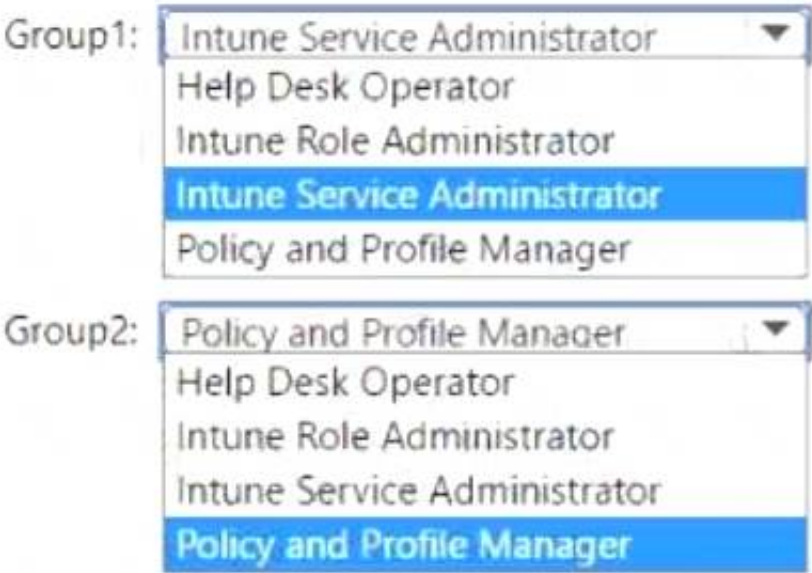 Group1: Intune Service Administrator
Help Desk Operator
Intune Role Administrator
Intune Service Administrator
Policy and Profile Manager
Group2: Policy and Profile Manager
Help Desk Operator
Intune Role Administrator
Intune Service Administrator
Policy and Profile Manager